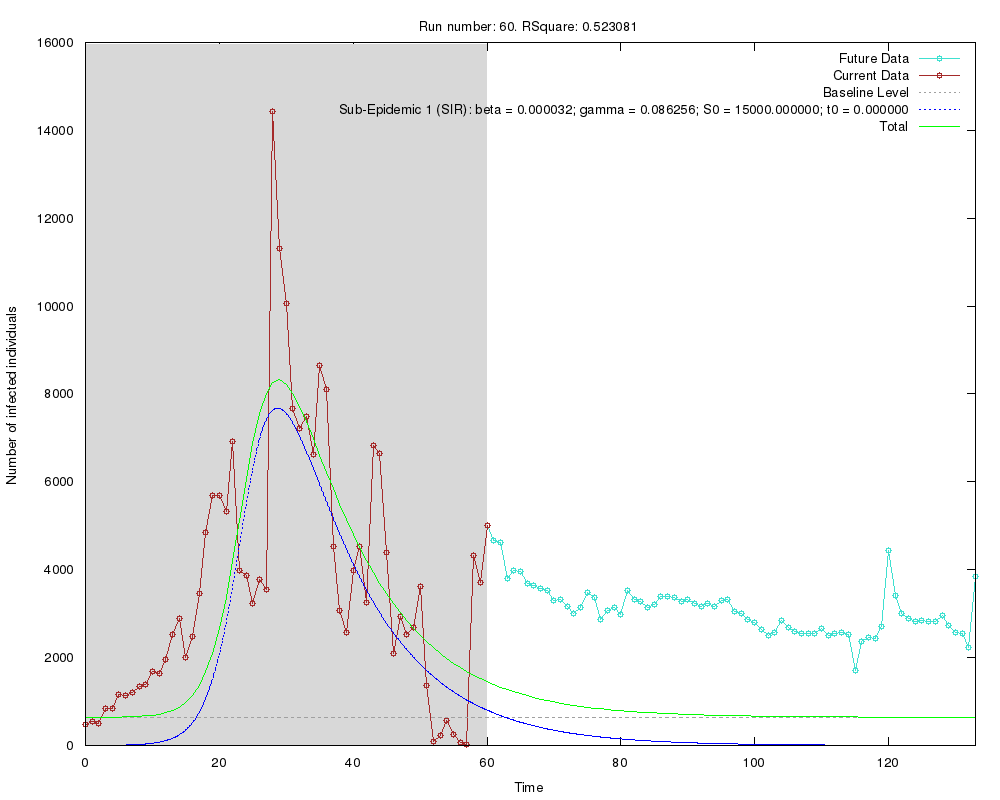 Run number: 60. RSquare: 0.523081
Future Data
Current Data
Baseline Level
Sub-Epidemic 1 (SIR): beta = 0.000032; gamma = 0.086256; S0 = 15000.000000; t0 = 0.000000
Total
16000
14000
12000
10000
8000
6000
4000
2000
0
Number of infected individuals
0 20 40 60 80 100 120
Time